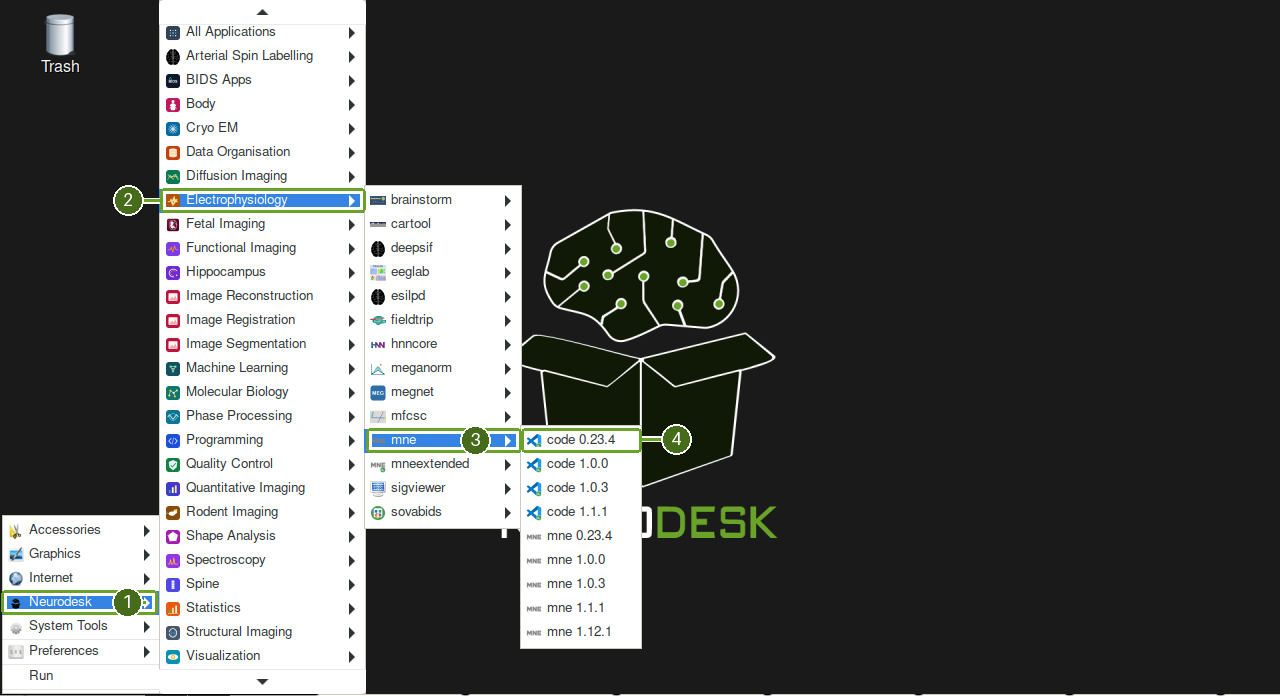 Trash
All Applications
Arterial Spin Labelling
BIDS Apps
Body
Cryo EM
Data Organisation
Diffusion Imaging
2
Electrophysiology
Fetal Imaging
Functional Imaging
Hippocampus
Image Reconstruction
Image Registration
Image Segmentation
Machine Learning
Molecular Biology
Phase Processing
Programming
Quality Control
Quantitative Imaging
Rodent Imaging
Shape Analysis
Spectroscopy
Spine
Statistics
Structural Imaging
Visualization
brainstorm
cartool
deepsif
eeglab
esilpd
fieldtrip
hnncore
meganorm
megnet
mfcsc
mne 3
mneextended
sigviewer
sovabids
code 0.23.4 4
code 1.0.0
code 1.0.3
code 1.1.1
mne 0.23.4
mne 1.0.0
mne 1.0.3
mne 1.1.1
mne 1.12.1
DESK
Accessories
Graphics
Internet
Neurodesk 1
System Tools
Preferences
Run